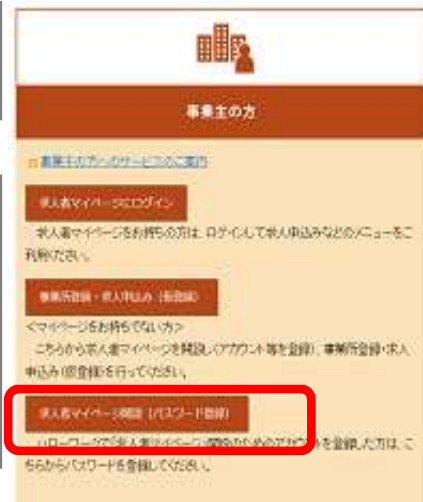 事業主の方
事業主の方へのサービスのご案内
求人者マイページにログイン
求人者マイページをお持ちの方は、ログインして求人申込みなどのメニューをご
利用ください。
事業所登録・求人申込み（仮登録）
＜マイページをお持ちでない方＞
こちらから求人者マイページを開設し（アカウント等を登録）、事業所登録・求人
申込み（仮登録）を行ってください。
求人者マイページ開設（パスワード登録）
ハローワークで「求人者マイページ」開設のためのアカウントを登録した方は、こ
ちらからパスワードを登録してください。